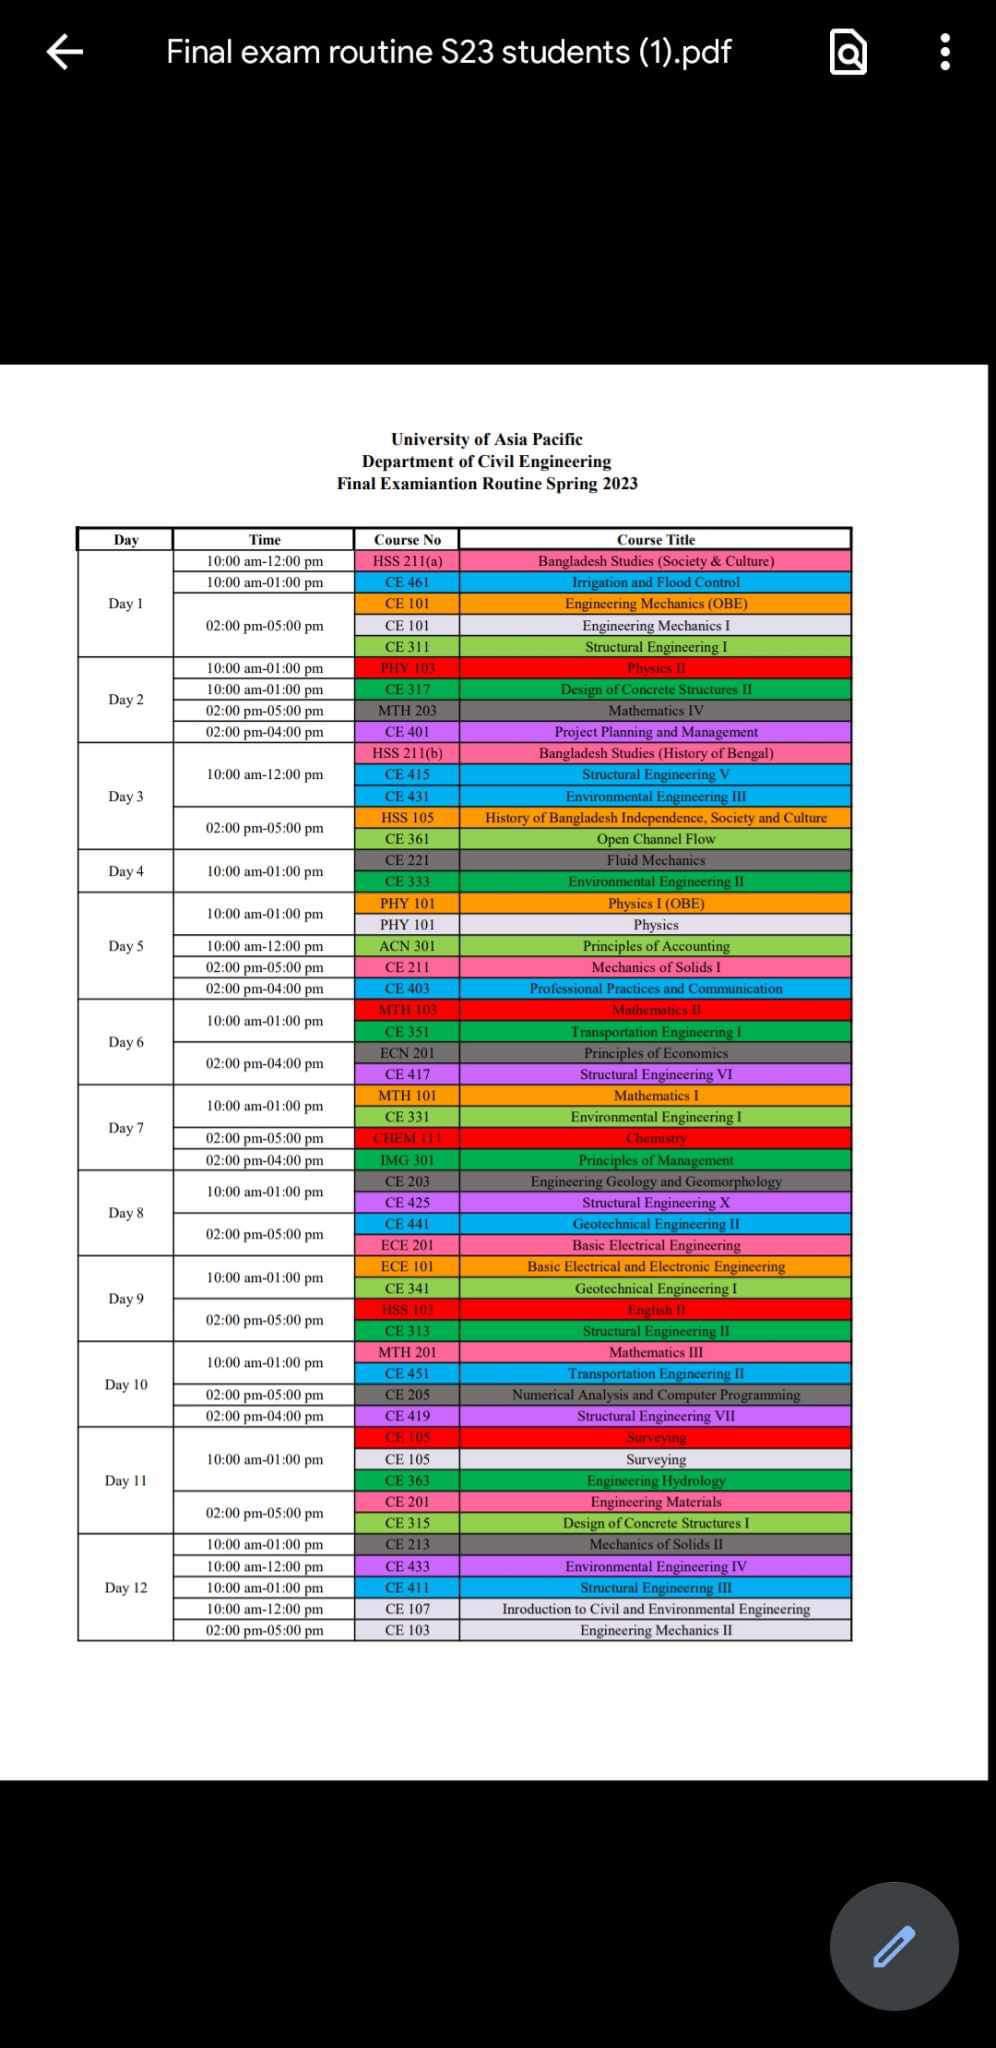 Final exam routine S23 students (1).pdf
University of Asia Pacific
Department of Civil Engineering
Final Examiantion Routine Spring 2023
Day Time Course No Course Title
Day 1
10:00 am-12:00 pm HSS 211(a) Bangladesh Studies (Society & Culture)
10:00 am-01:00 pm CE 461 Irrigation and Flood Control
02:00 pm-05:00 pm
CE 101 Engineering Mechanics (OBE)
CE 101 Engineering Mechanics I
CE 311 Structural Engineering I
Day 2
10:00 am-01:00 pm PHY 103 Physics II
10:00 am-01:00 pm CE 317 Design of Concrete Structures II
02:00 pm-05:00 pm MTH 203 Mathematics IV
02:00 pm-04:00 pm CE 401 Project Planning and Management
Day 3
10:00 am-12:00 pm
HSS 211(b) Bangladesh Studies (History of Bengal)
CE 415 Structural Engineering V
CE 431 Environmental Engineering III
02:00 pm-05:00 pm
HSS 105 History of Bangladesh Independence, Society and Culture
CE 361 Open Channel Flow
Day 4
10:00 am-01:00 pm
CE 221 Fluid Mechanics
CE 333 Environmental Engineering II
Day 5
10:00 am-01:00 pm
PHY 101 Physics I (OBE)
PHY 101 Physics
10:00 am-12:00 pm ACN 301 Principles of Accounting
02:00 pm-05:00 pm CE 211 Mechanics of Solids I
02:00 pm-04:00 pm CE 403 Professional Practices and Communication
Day 6
10:00 am-01:00 pm
MTH 103 Mathematics II
CE 351 Transportation Engineering I
02:00 pm-04:00 pm
ECN 201 Principles of Economics
CE 417 Structural Engineering VI
Day 7
10:00 am-01:00 pm
MTH 101 Mathematics I
CE 331 Environmental Engineering I
02:00 pm-05:00 pm CHEM 111 Chemistry
02:00 pm-04:00 pm IMG 301 Principles of Management
Day 8
10:00 am-01:00 pm
CE 203 Engineering Geology and Geomorphology
CE 425 Structural Engineering X
02:00 pm-05:00 pm
CE 441 Geotechnical Engineering II
ECE 201 Basic Electrical Engineering
Day 9
10:00 am-01:00 pm
ECE 101 Basic Electrical and Electronic Engineering
CE 341 Geotechnical Engineering I
02:00 pm-05:00 pm
HSS 103 English II
CE 313 Structural Engineering II
Day 10
10:00 am-01:00 pm
MTH 201 Mathematics III
CE 451 Transportation Engineering II
02:00 pm-05:00 pm CE 205 Numerical Analysis and Computer Programming
02:00 pm-04:00 pm CE 419 Structural Engineering VII
Day 11
10:00 am-01:00 pm
CE 105 Surveying
CE 105 Surveying
CE 363 Engineering Hydrology
02:00 pm-05:00 pm
CE 201 Engineering Materials
CE 315 Design of Concrete Structures I
Day 12
10:00 am-01:00 pm CE 213 Mechanics of Solids II
10:00 am-12:00 pm CE 433 Environmental Engineering IV
10:00 am-01:00 pm CE 411 Structural Engineering III
10:00 am-12:00 pm CE 107 Inroduction to Civil and Environmental Engineering
02:00 pm-05:00 pm CE 103 Engineering Mechanics II